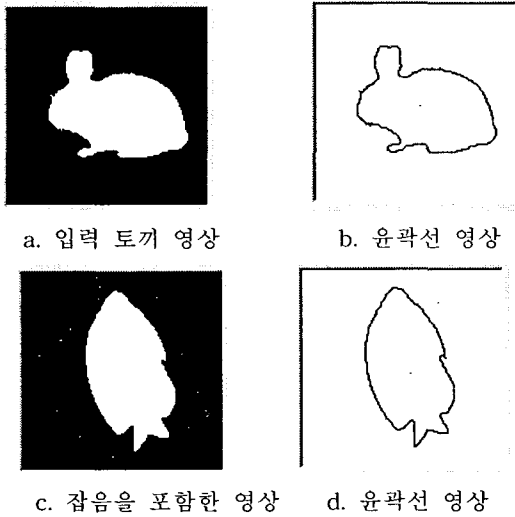 a. 입력 토끼 영상
b. 윤곽선 영상
c. 잡음을 포함한 영상
d. 윤곽선 영상